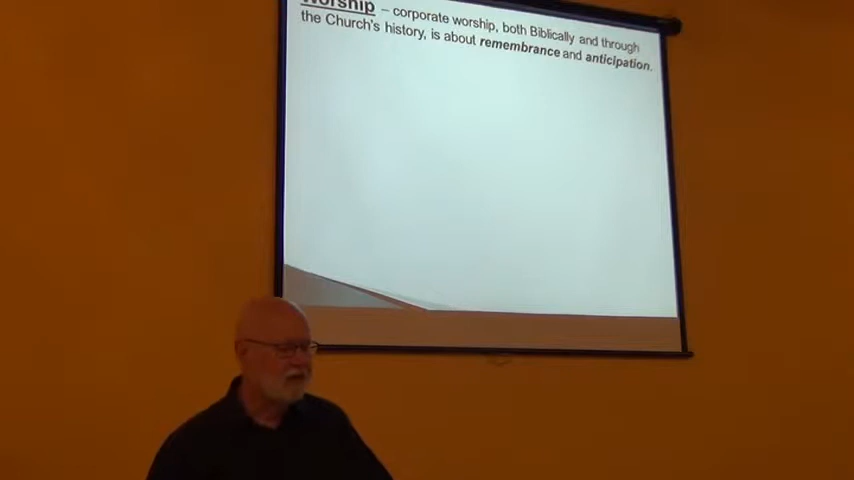 Worship – corporate worship, both Biblically and through
the Church's history, is about remembrance and anticipation.